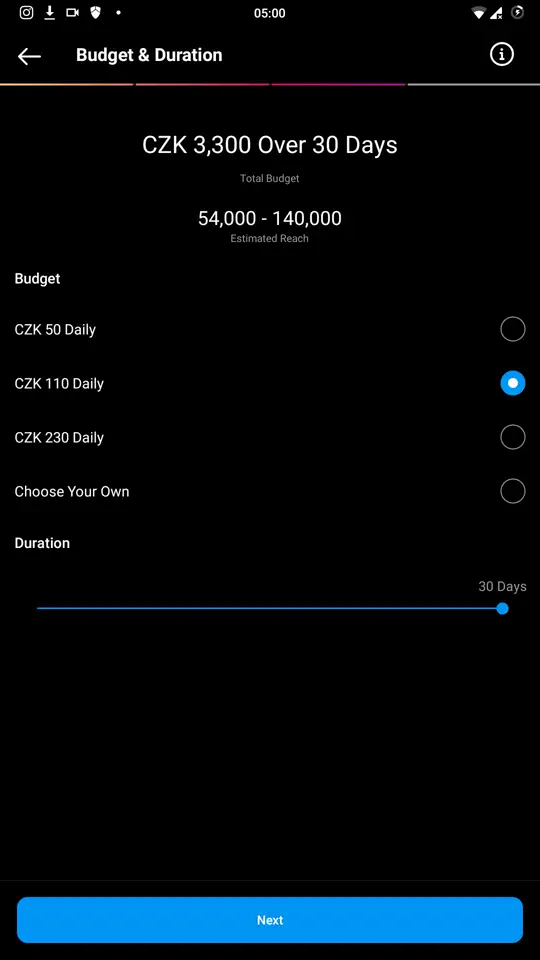 05:00
Budget & Duration
CZK 3,300 Over 30 Days
Total Budget
54,000 - 140,000
Estimated Reach
Budget
CZK 50 Daily
CZK 110 Daily
CZK 230 Daily
Choose Your Own
Duration
30 Days
Next